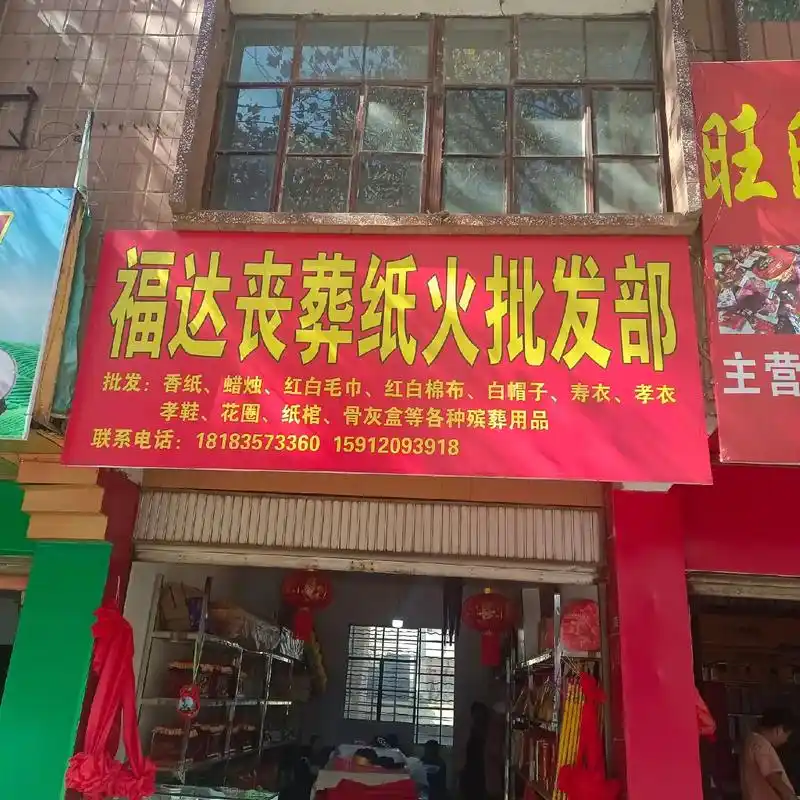 福达丧葬纸火批发部
批发：香纸、蜡烛、红白毛巾、红白棉布、白帽子、寿衣、孝衣
孝鞋、花圈、纸棺、骨灰盒等各种殡葬用品
联系电话：18183573360 15912093918
旺
主营